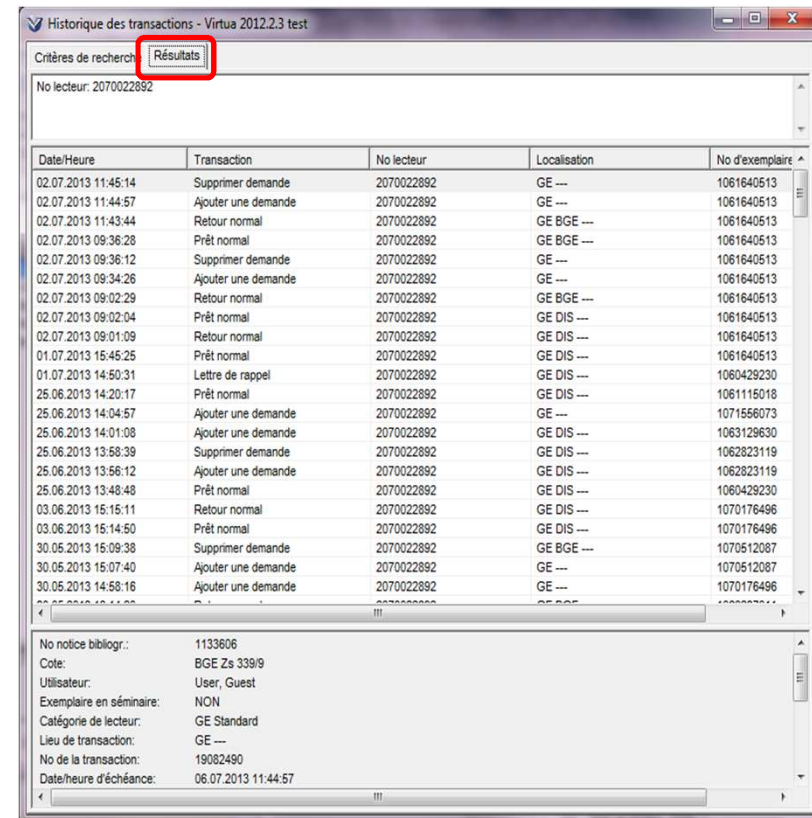 Historique des transactions - Virtua 2012.2.3 test
Critères de recherche Résultats
No lecteur: 2070022892
Date/Heure Transaction No lecteur Localisation No d'exemplaire
02.07.2013 11:45:14 Supprimer demande 2070022892 GE --- 1061640513
02.07.2013 11:44:57 Ajouter une demande 2070022892 GE --- 1061640513
02.07.2013 11:43:44 Retour normal 2070022892 GE BGE --- 1061640513
02.07.2013 09:36:28 Prêt normal 2070022892 GE BGE --- 1061640513
02.07.2013 09:36:12 Supprimer demande 2070022892 GE --- 1061640513
02.07.2013 09:34:26 Ajouter une demande 2070022892 GE --- 1061640513
02.07.2013 09:02:29 Retour normal 2070022892 GE BGE --- 1061640513
02.07.2013 09:02:04 Prêt normal 2070022892 GE DIS --- 1061640513
02.07.2013 09:01:09 Retour normal 2070022892 GE DIS --- 1061640513
01.07.2013 15:45:25 Prêt normal 2070022892 GE DIS --- 1061640513
01.07.2013 14:50:31 Lettre de rappel 2070022892 GE DIS --- 1060429230
25.06.2013 14:20:17 Prêt normal 2070022892 GE DIS --- 1061115018
25.06.2013 14:04:57 Ajouter une demande 2070022892 GE --- 1071556073
25.06.2013 14:01:08 Ajouter une demande 2070022892 GE DIS --- 1063129630
25.06.2013 13:58:39 Supprimer demande 2070022892 GE DIS --- 1062823119
25.06.2013 13:56:12 Ajouter une demande 2070022892 GE DIS --- 1062823119
25.06.2013 13:48:48 Prêt normal 2070022892 GE DIS --- 1060429230
03.06.2013 15:15:11 Retour normal 2070022892 GE DIS --- 1070176496
03.06.2013 15:14:50 Prêt normal 2070022892 GE DIS --- 1070176496
30.05.2013 15:09:38 Supprimer demande 2070022892 GE BGE --- 1070512087
30.05.2013 15:07:40 Ajouter une demande 2070022892 GE --- 1070512087
30.05.2013 14:58:16 Ajouter une demande 2070022892 GE --- 1070176496
No notice bibliogr.: 1133606
Cote: BGE Zs 339/9
Utilisateur: User, Guest
Exemplaire en séminaire: NON
Catégorie de lecteur: GE Standard
Lieu de transaction: GE ---
No de la transaction: 19082490
Date/heure d'échéance: 06.07.2013 11:44:57